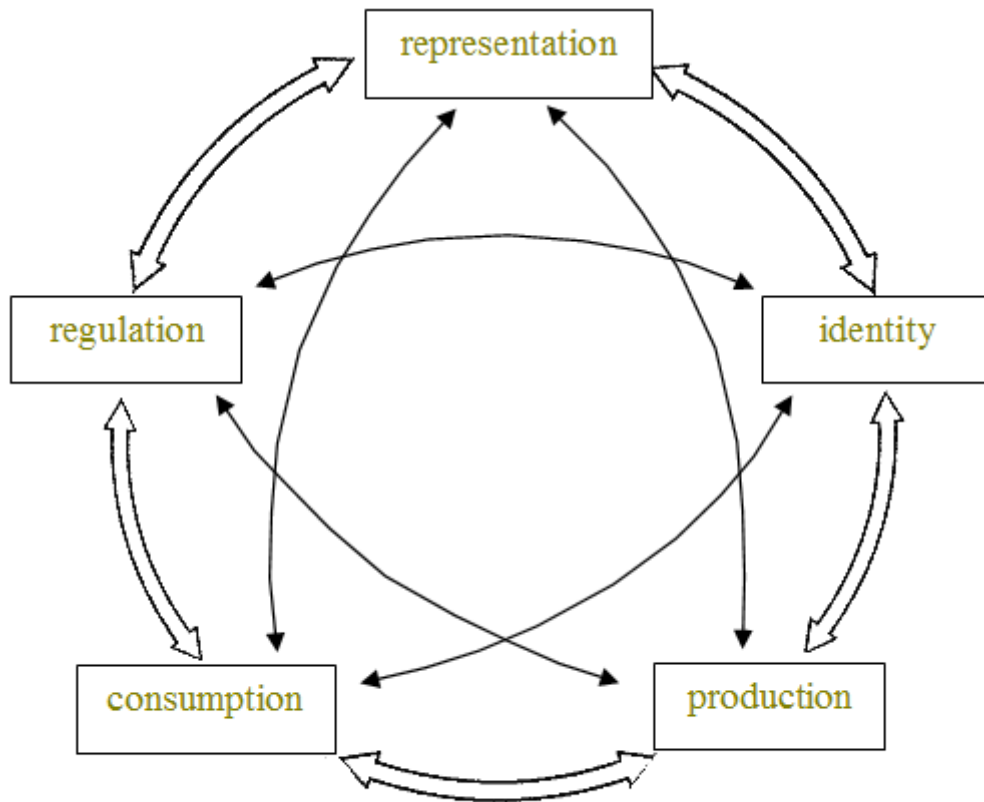 representation
regulation
identity
consumption
production